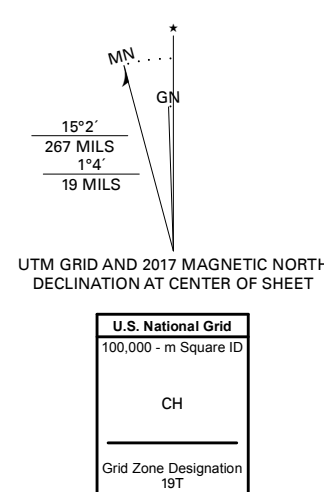 ★
MN
GN
15°2´
267 MILS
1°4´
19 MILS
UTM GRID AND 2017 MAGNETIC NORTH
DECLINATION AT CENTER OF SHEET
U.S. National Grid
100,000 - m Square ID
CH
Grid Zone Designation
19T